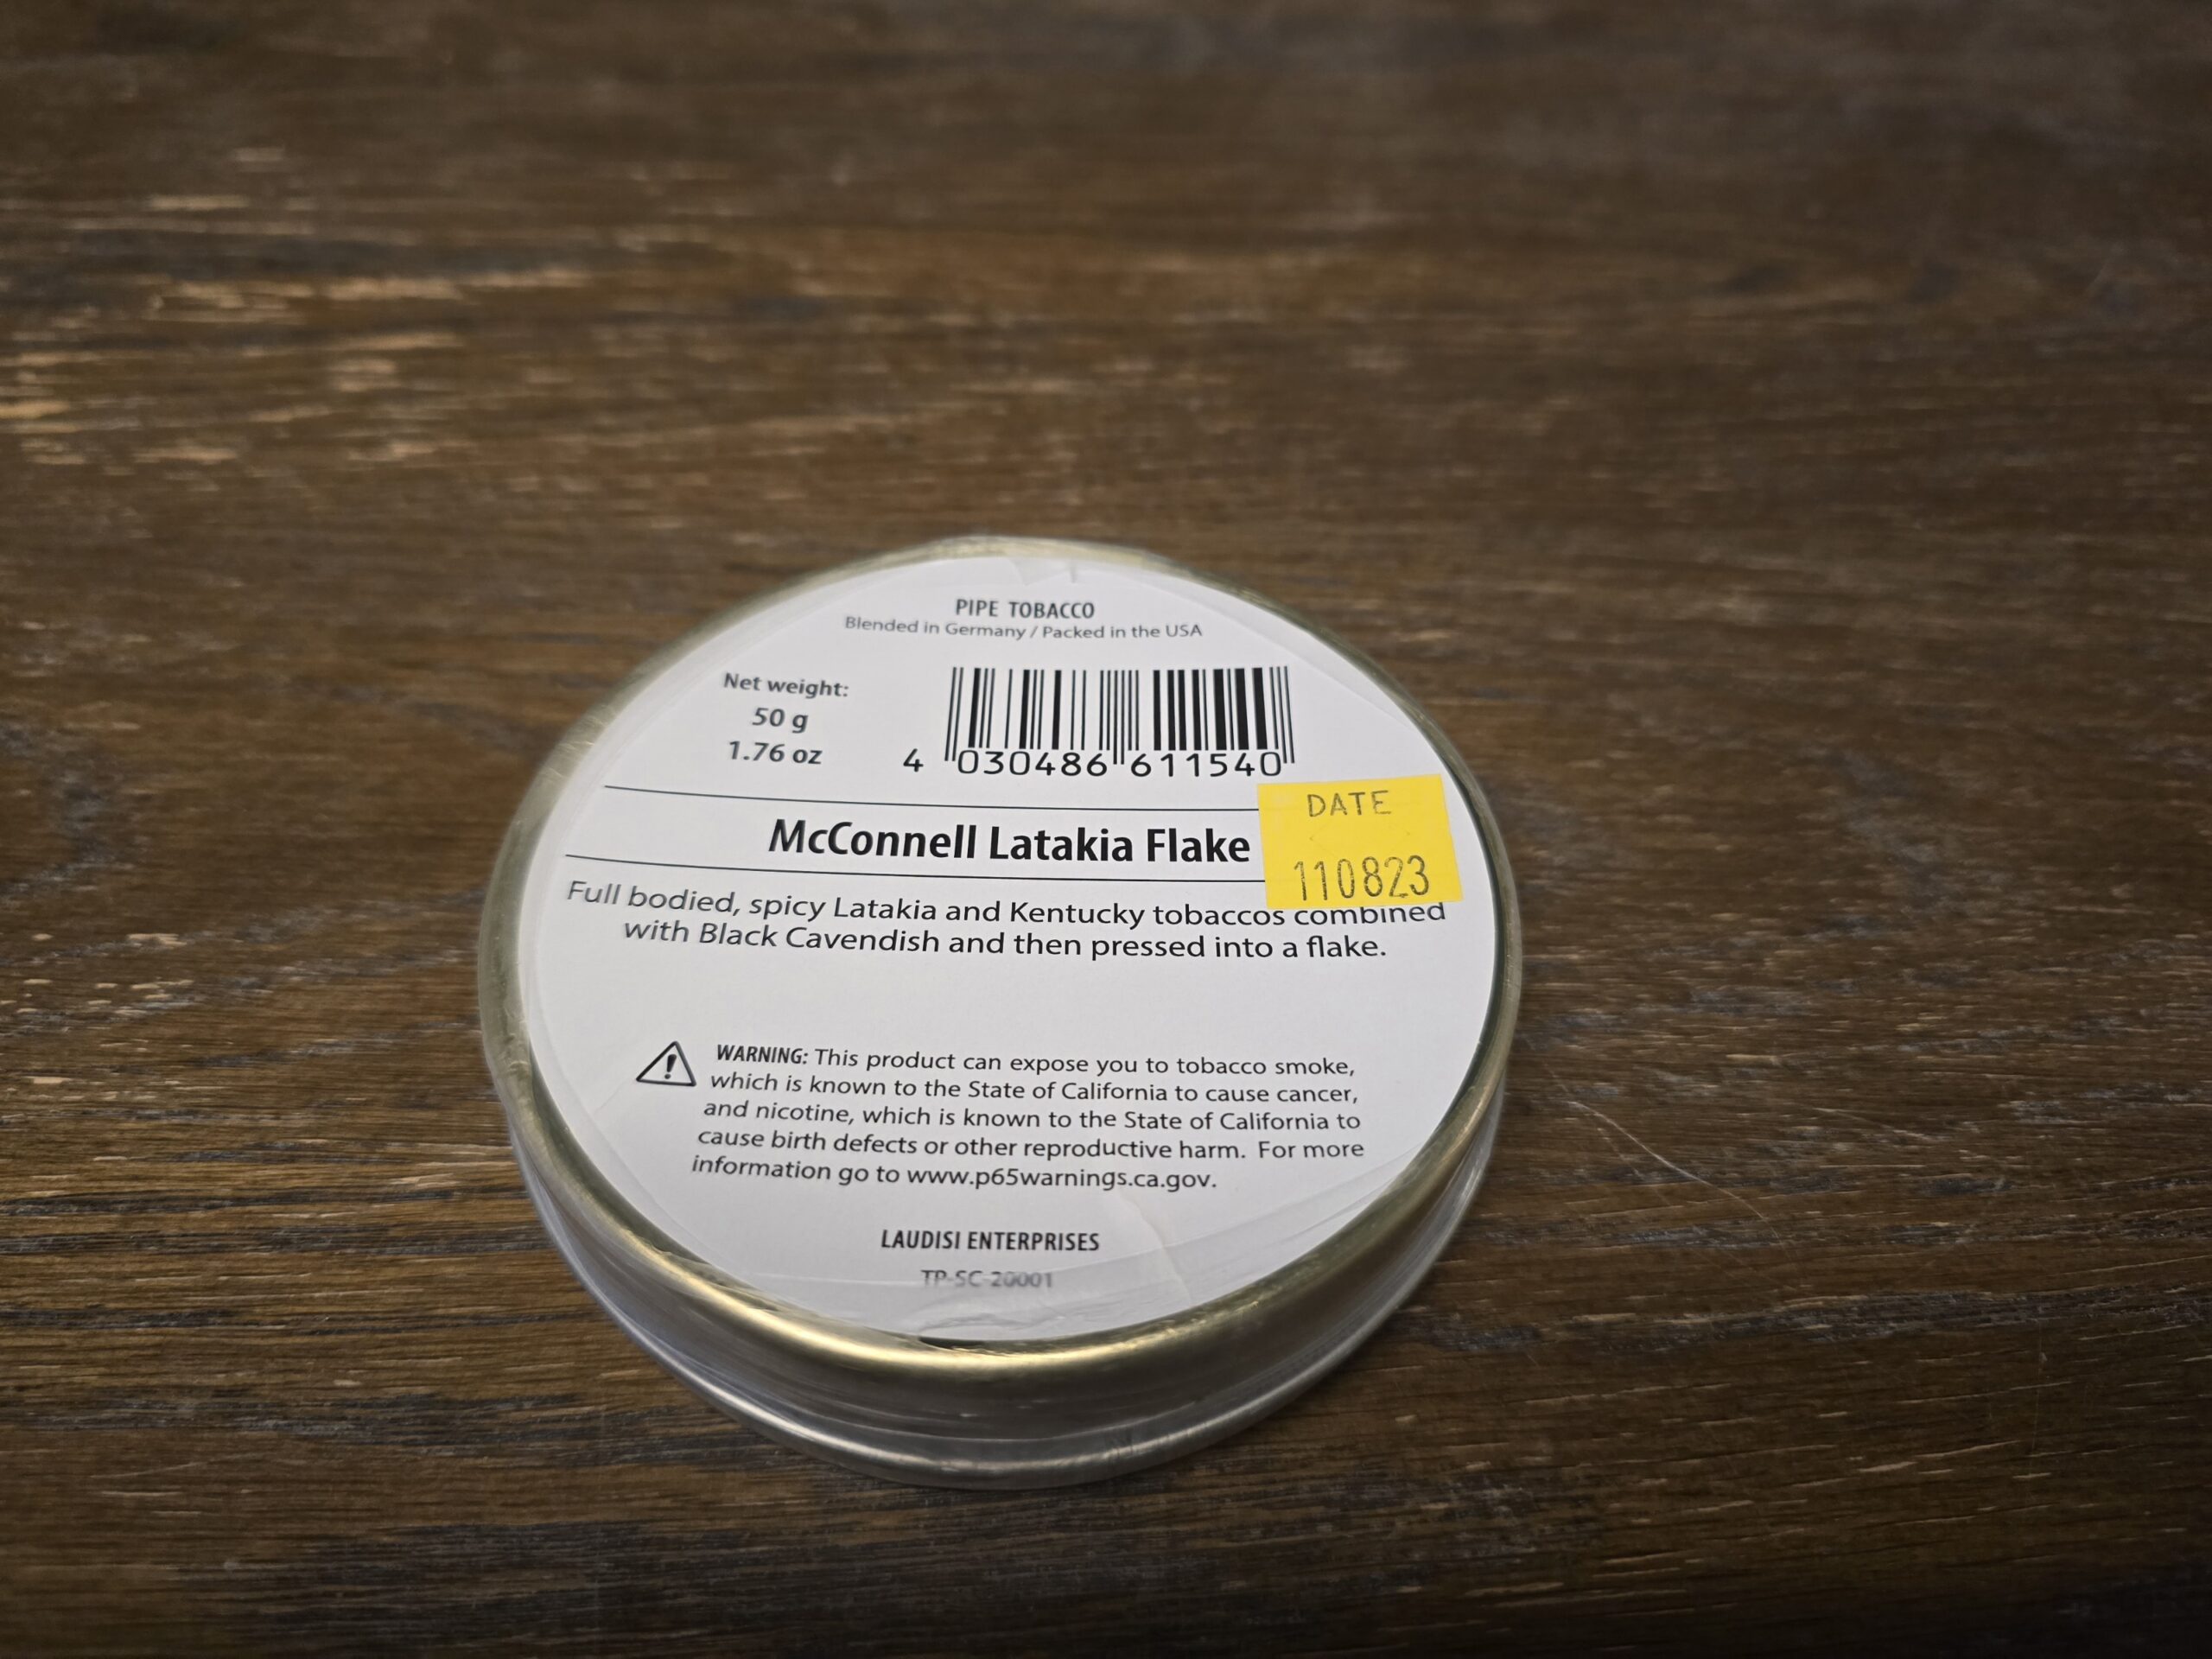 PIPE TOBACCO
Blended in Germany / Packed in the USA
Net weight:
50 g
1.76 oz
4 030486 611540
DATE
110823
McConnell Latakia Flake
Full bodied, spicy Latakia and Kentucky tobaccos combined
with Black Cavendish and then pressed into a flake.
WARNING: This product can expose you to tobacco smoke,
which is known to the State of California to cause cancer,
and nicotine, which is known to the State of California to
cause birth defects or other reproductive harm. For more
information go to www.p65warnings.ca.gov.
LAUDISI ENTERPRISES
TP-SC-20001